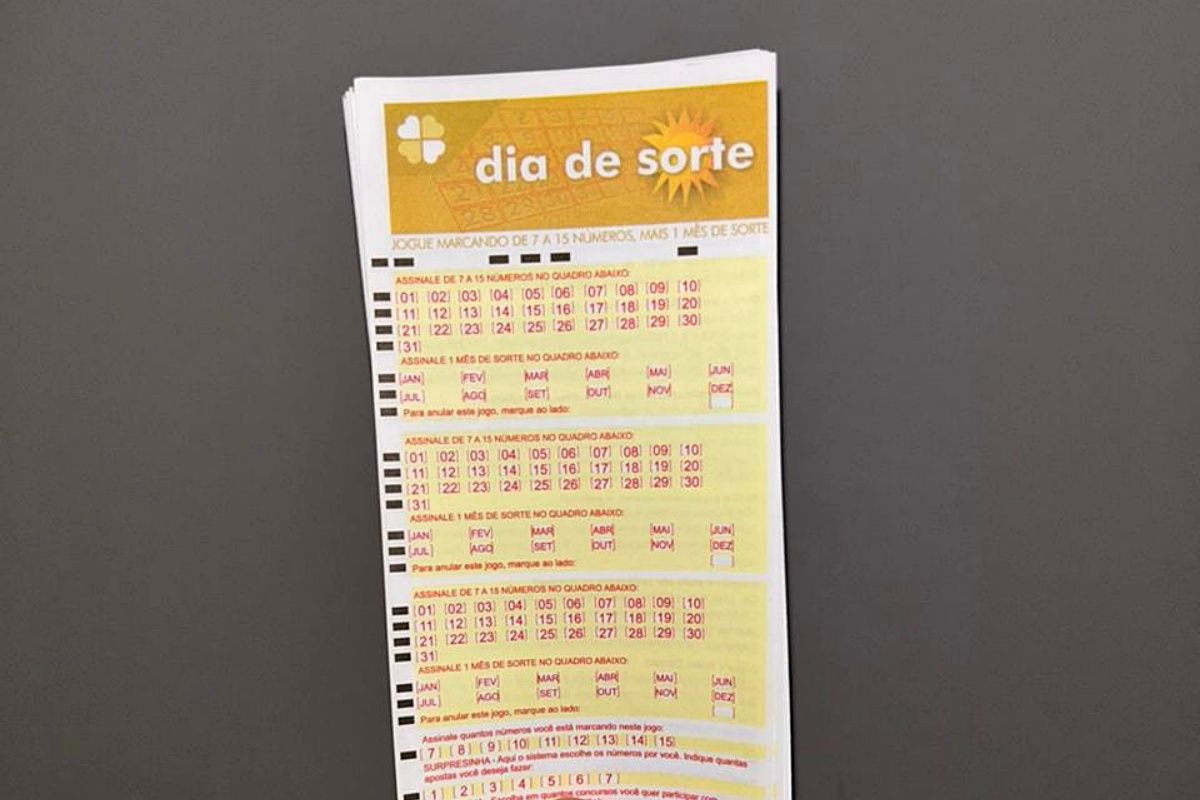 dia de sorte
JOGUE MARCANDO DE 7 A 15 NÚMEROS, MAIS 1 MÊS DE SORTE
ASSINALE DE 7 A 15 NÚMEROS NO QUADRO ABAIXO:
[01] [02] [03] [04] [05] [06] [07] [08] [09] [10]
[11] [12] [13] [14] [15] [16] [17] [18] [19] [20]
[21] [22] [23] [24] [25] [26] [27] [28] [29] [30]
[31]
ASSINALE 1 MÊS DE SORTE NO QUADRO ABAIXO:
[JAN] [FEV] [MAR] [ABR] [MAI] [JUN]
[JUL] [AGO] [SET] [OUT] [NOV] [DEZ]
Para anular este jogo, marque ao lado:
ASSINALE DE 7 A 15 NÚMEROS NO QUADRO ABAIXO:
[01] [02] [03] [04] [05] [06] [07] [08] [09] [10]
[11] [12] [13] [14] [15] [16] [17] [18] [19] [20]
[21] [22] [23] [24] [25] [26] [27] [28] [29] [30]
[31]
ASSINALE 1 MÊS DE SORTE NO QUADRO ABAIXO:
[JAN] [FEV] [MAR] [ABR] [MAI] [JUN]
[JUL] [AGO] [SET] [OUT] [NOV] [DEZ]
Para anular este jogo, marque ao lado:
ASSINALE DE 7 A 15 NÚMEROS NO QUADRO ABAIXO:
[01] [02] [03] [04] [05] [06] [07] [08] [09] [10]
[11] [12] [13] [14] [15] [16] [17] [18] [19] [20]
[21] [22] [23] [24] [25] [26] [27] [28] [29] [30]
[31]
ASSINALE 1 MÊS DE SORTE NO QUADRO ABAIXO:
[JAN] [FEV] [MAR] [ABR] [MAI] [JUN]
[JUL] [AGO] [SET] [OUT] [NOV] [DEZ]
Para anular este jogo, marque ao lado:
Assinale quantos números você está marcando neste jogo:
[7] [8] [9] [10] [11] [12] [13] [14] [15]
SURPRESINHA - Aqui o sistema escolhe os números por você. Indique quantas
apostas você deseja fazer:
[1] [2] [3] [4] [5] [6] [7]
Escolha em quantos concursos você quer participar com